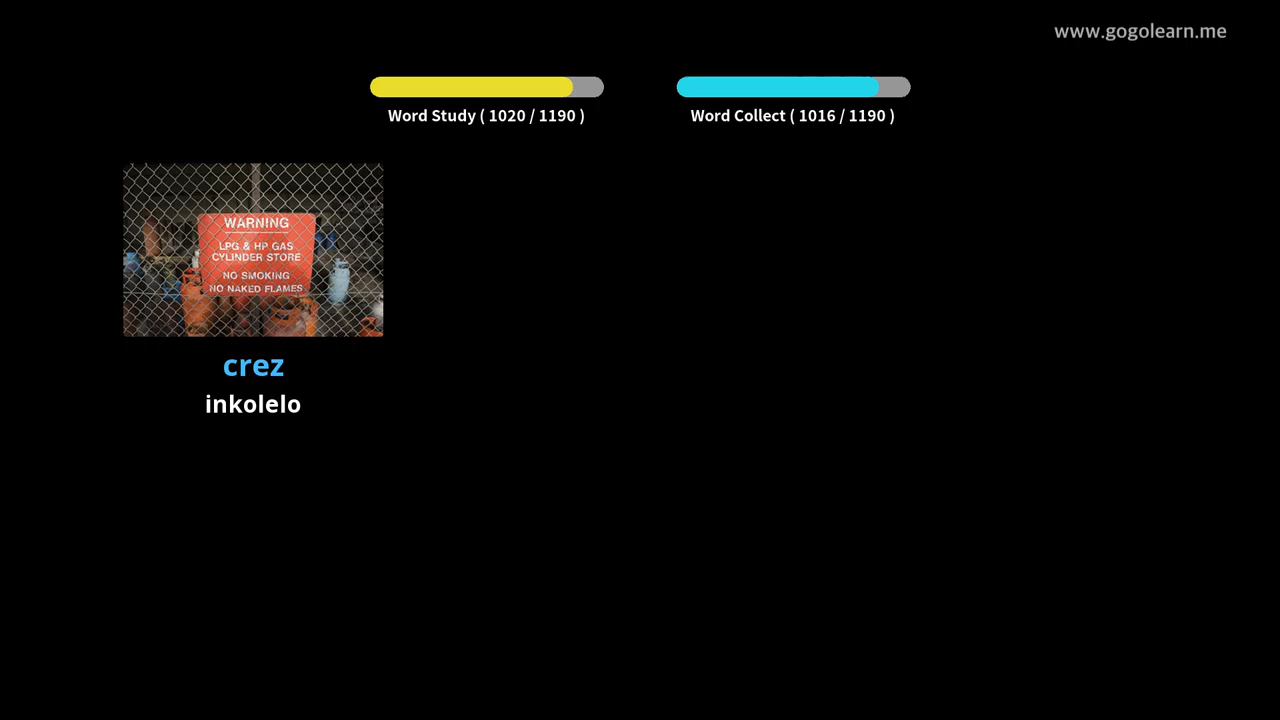 www.gogolearn.me
Word Study ( 1020 / 1190 )
Word Collect ( 1016 / 1190 )
WARNING
LPG & HP GAS
CYLINDER STORE
NO SMOKING
NO NAKED FLAMES
crez
inkolelo